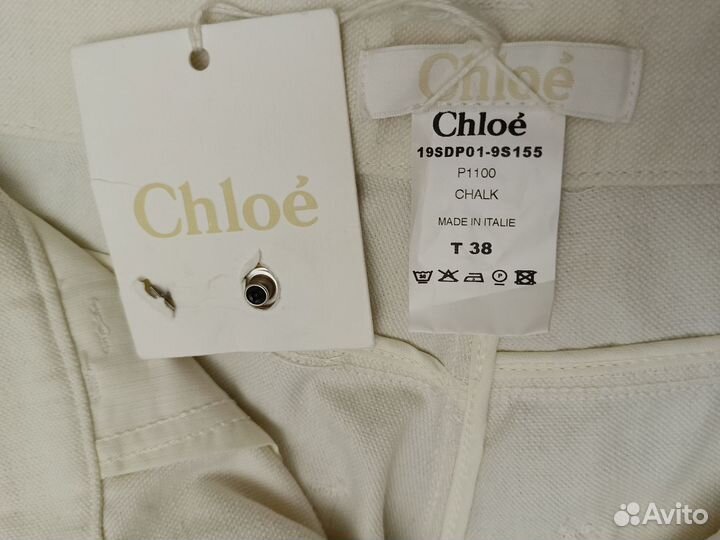 Chloé
Chloé
Chloé
19SDP01-9S155
P1100
CHALK
MADE IN ITALIE
T 38
P
Avito